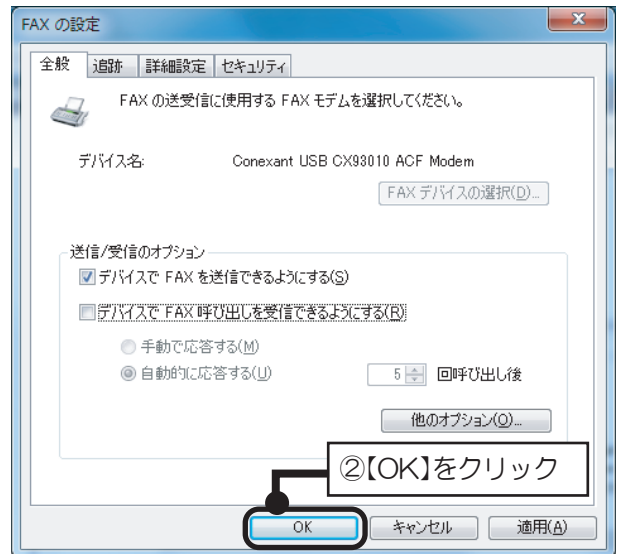 FAX の設定
全般 追跡 詳細設定 セキュリティ
FAX の送受信に使用する FAX モデムを選択してください。
デバイス名: Conexant USB CX93010 ACF Modem
FAX デバイスの選択(D)...
送信/受信のオプション
デバイスで FAX を送信できるようにする(S)
デバイスで FAX 呼び出しを受信できるようにする(R)
手動で応答する(M)
自動的に応答する(U) 5 回呼び出し後
他のオプション(O)...
②【OK】をクリック
OK キャンセル 適用(A)